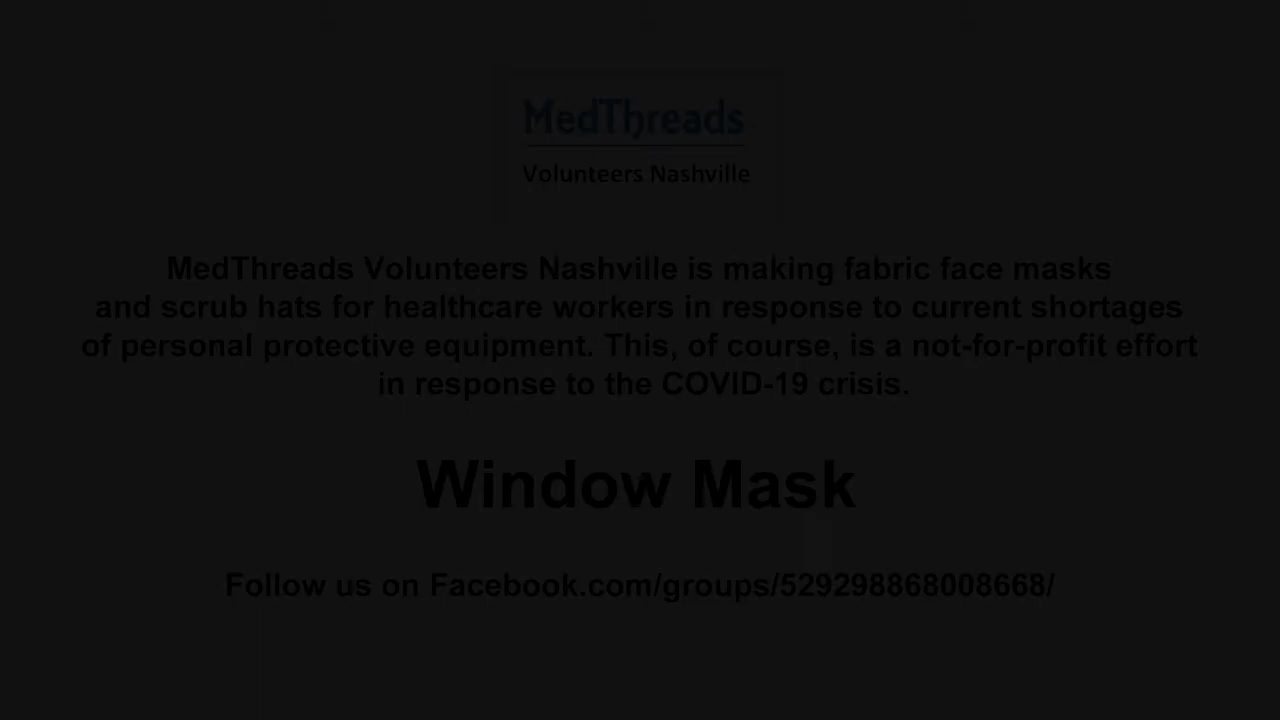 MedThreads
Volunteers Nashville
MedThreads Volunteers Nashville is making fabric face masks
and scrub hats for healthcare workers in response to current shortages
of personal protective equipment. This, of course, is a not-for-profit effort
in response to the COVID-19 crisis.
Window Mask
Follow us on Facebook.com/groups/529298868008668/